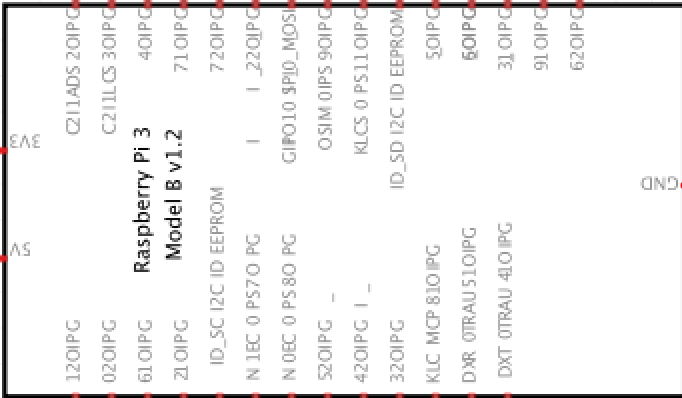 C2I1ADS 2OIPG
C2I1LCS 3OIPG
4OIPG
71OIPG
72OIPG
I I _22OIPG
GIPO10 SPI0_MOSI
OSIM 0IPS 9OIPG
KLCS 0 PS11OIPG
ID_SD I2C ID EEPROM
5OIPG
6OIPG
31OIPG
91OIPG
62OIPG
3V3
5V
Raspberry Pi 3
Model B v1.2
GND
12OIPG
02OIPG
61OIPG
21OIPG
ID_SC I2C ID EEPROM
N 1EC 0 PS7O PG
N 0EC 0 PS8O PG
52OIPG _
42OIPG I _
32OIPG
KLC MCP 81OIPG
DXR 0TRAU 51OIPG
DXT 0TRAU 41OIPG